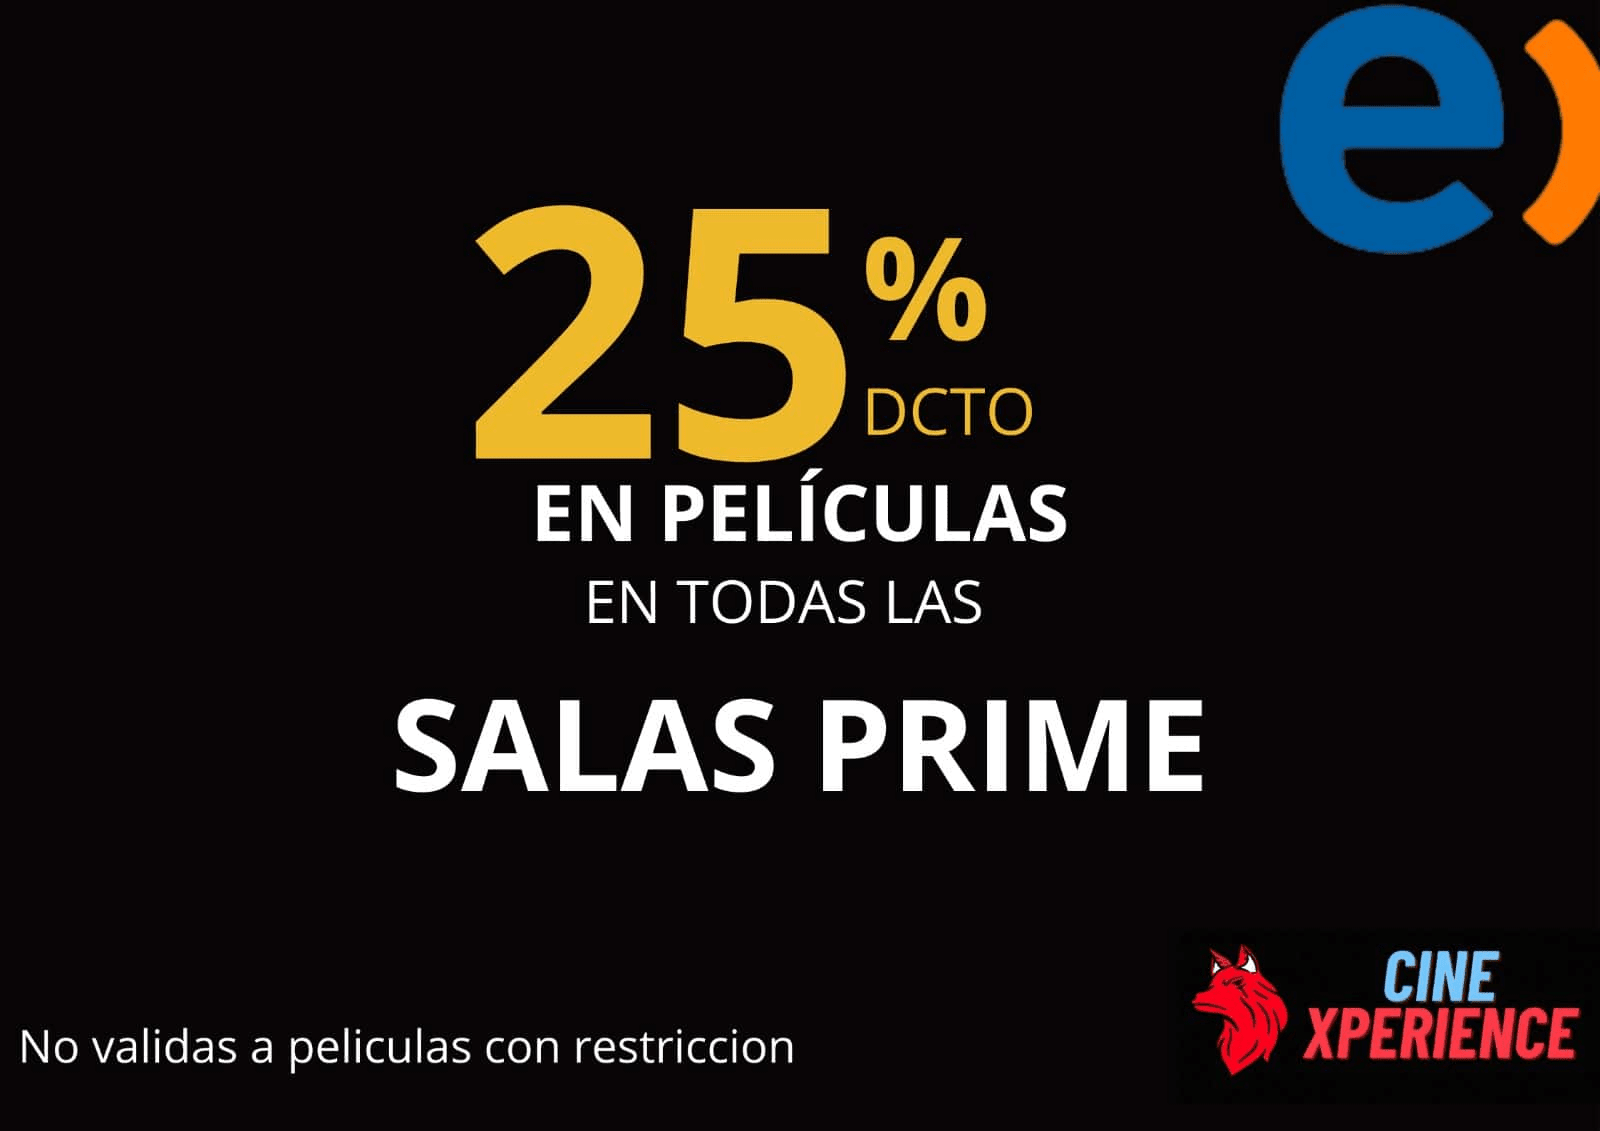 e)
25%
DCTO
EN PELÍCULAS
EN TODAS LAS
SALAS PRIME
CINE
XPERIENCE
No validas a peliculas con restriccion